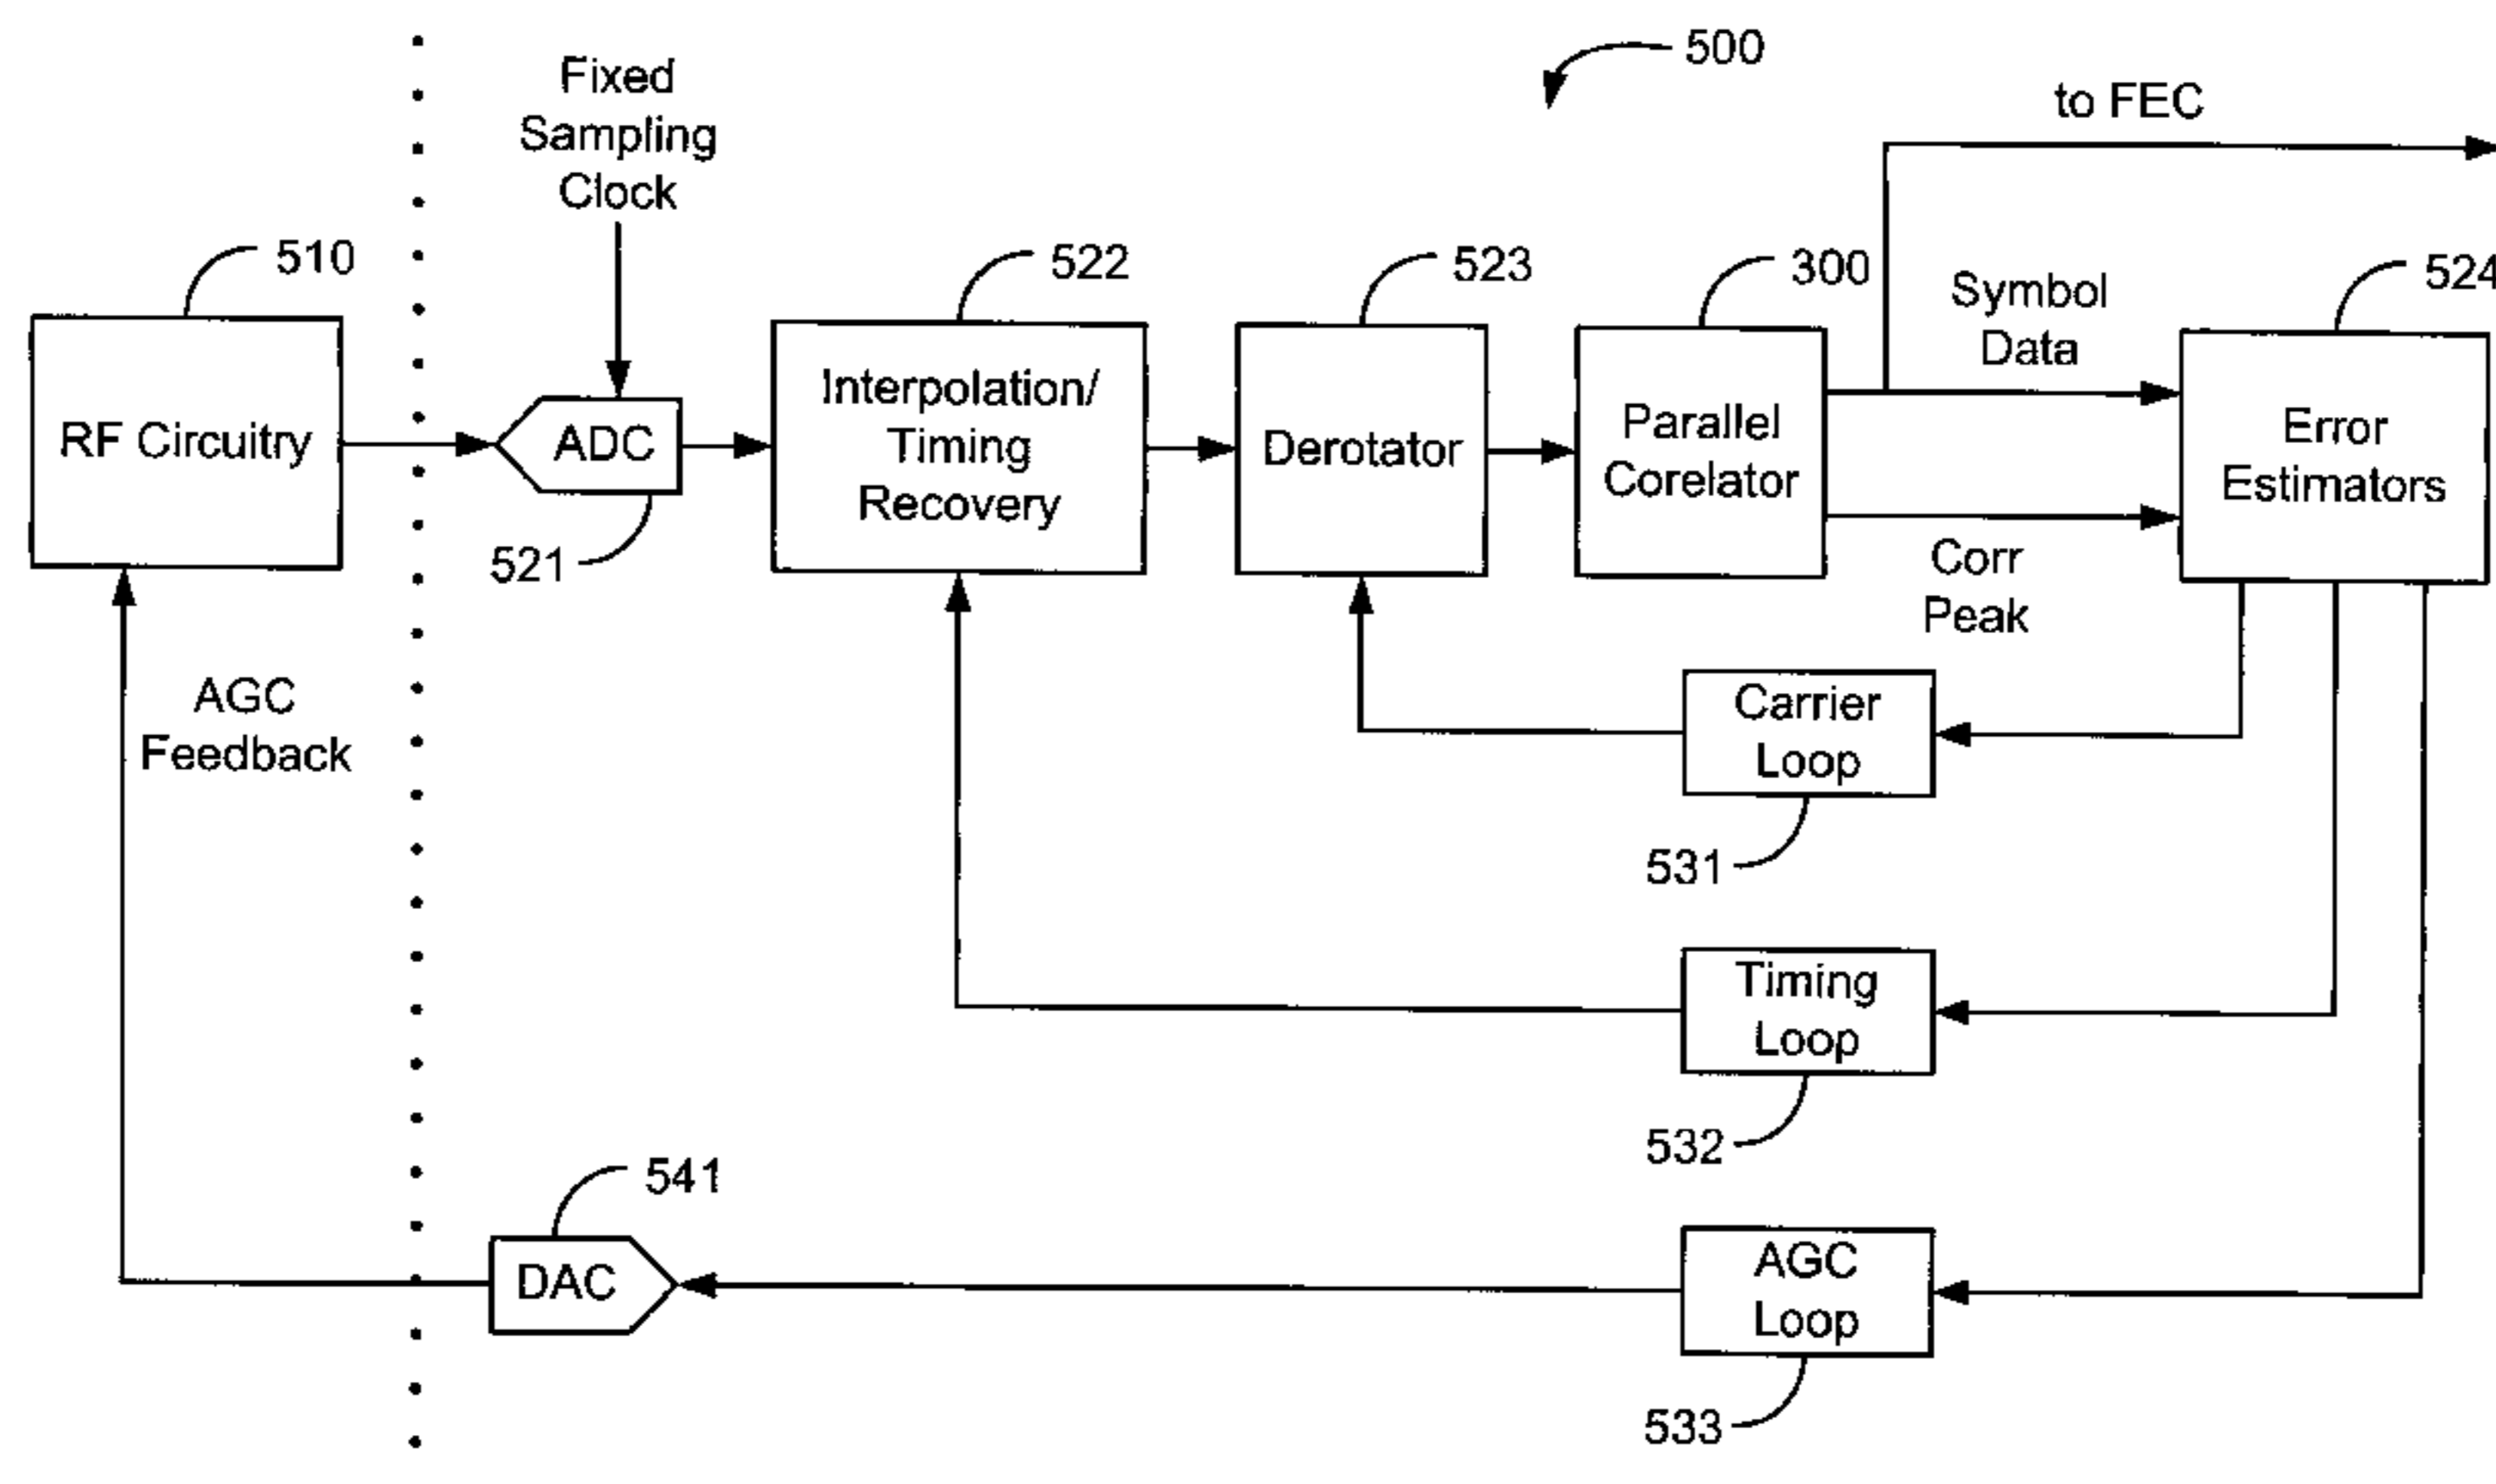 500
to FEC
Fixed
Sampling
Clock
510
522
523
300
524
Symbol
Data
RF Circuitry
ADC
521
Interpolation/
Timing
Recovery
Derotator
Parallel
Corelator
Error
Estimators
Corr
Peak
AGC
Feedback
Carrier
Loop
531
Timing
Loop
532
541
DAC
AGC
Loop
533